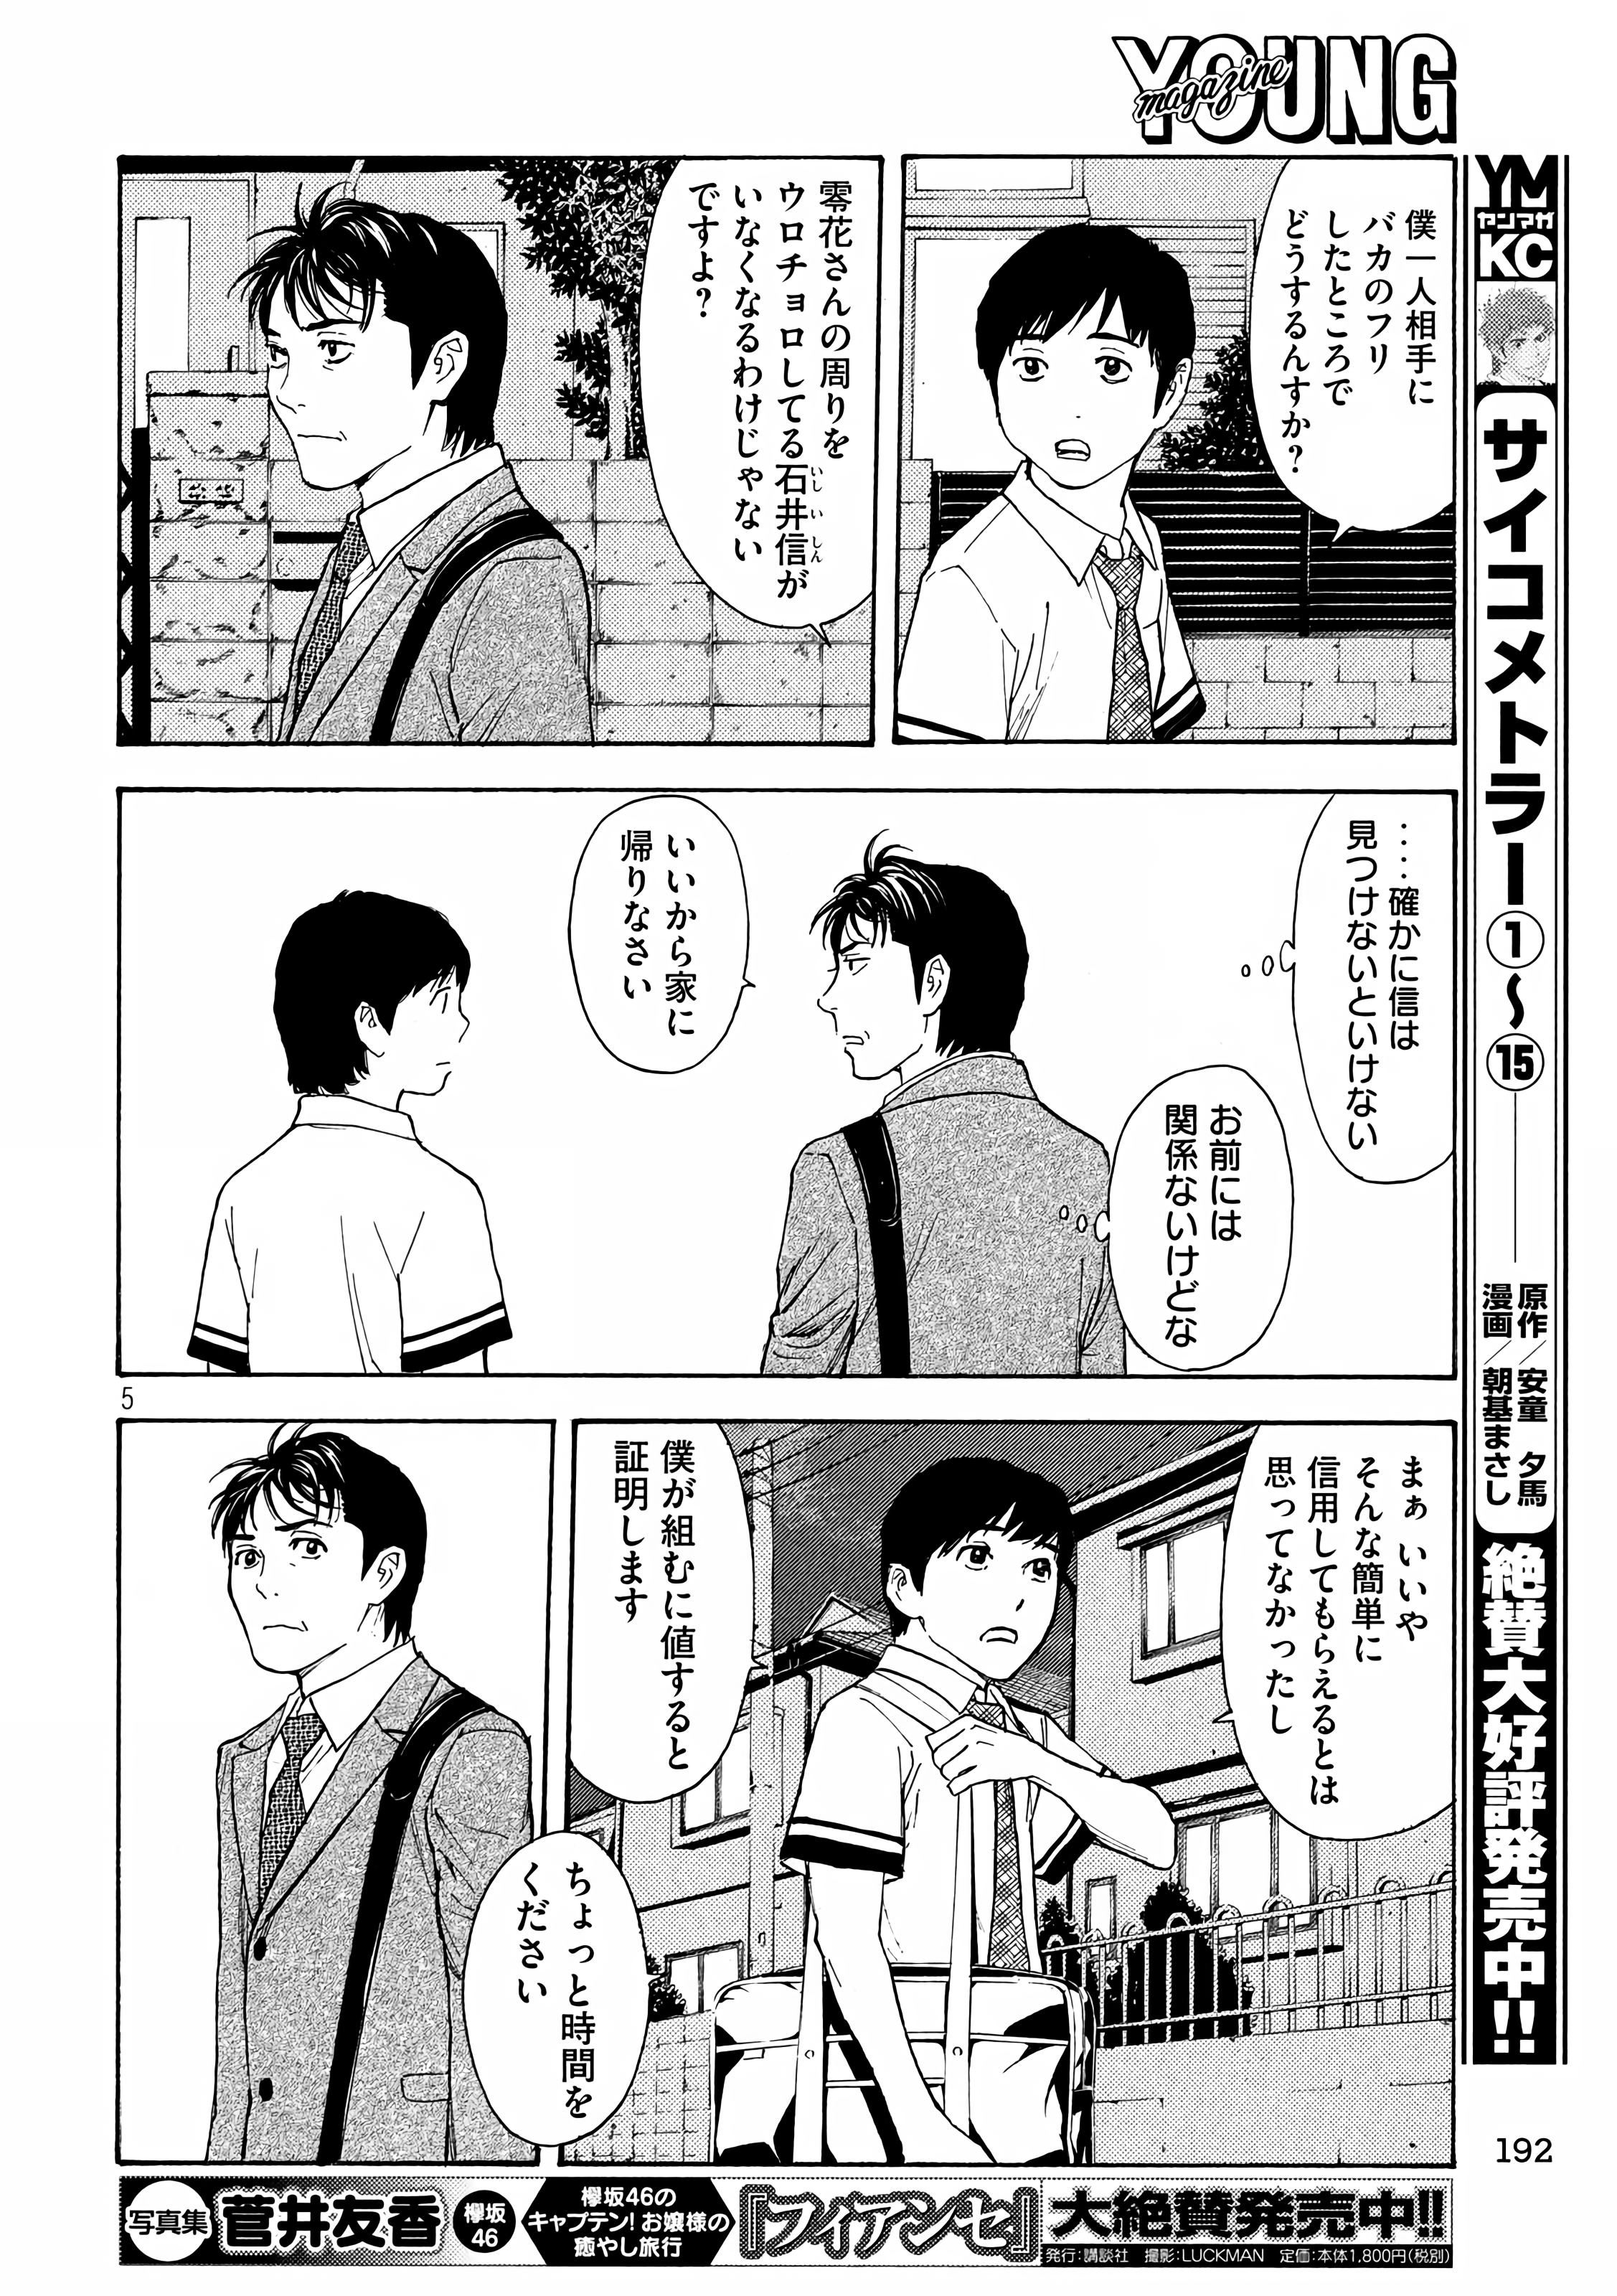 YOUNG
magazine
僕一人相手に
バカのフリ
したところで
どうするんすか?
零花さんの周りを
ウロチョロしてる石井信が
いしいしん
いなくなるわけじゃない
ですよ?
‥‥確かに信は
見つけないといけない
お前には
関係ないけどな
いいから家に
帰りなさい
5
まぁ いいや
そんな簡単に
信用してもらえるとは
思ってなかったし
僕が組むに値すると
証明します
ちょっと時間を
ください
YM
ヤンマガ
KC
サイコメトラー①〜⑮
原作/安童 夕馬
漫画/朝基まさし
絶賛大好評発売中!!
192
写真集 菅井友香 欅坂46
欅坂46の
キャプテン!お嬢様の
癒やし旅行
『フィアンセ』
大絶賛発売中!!
発行:講談社 撮影:LUCKMAN 定価:本体1,800円(税別)